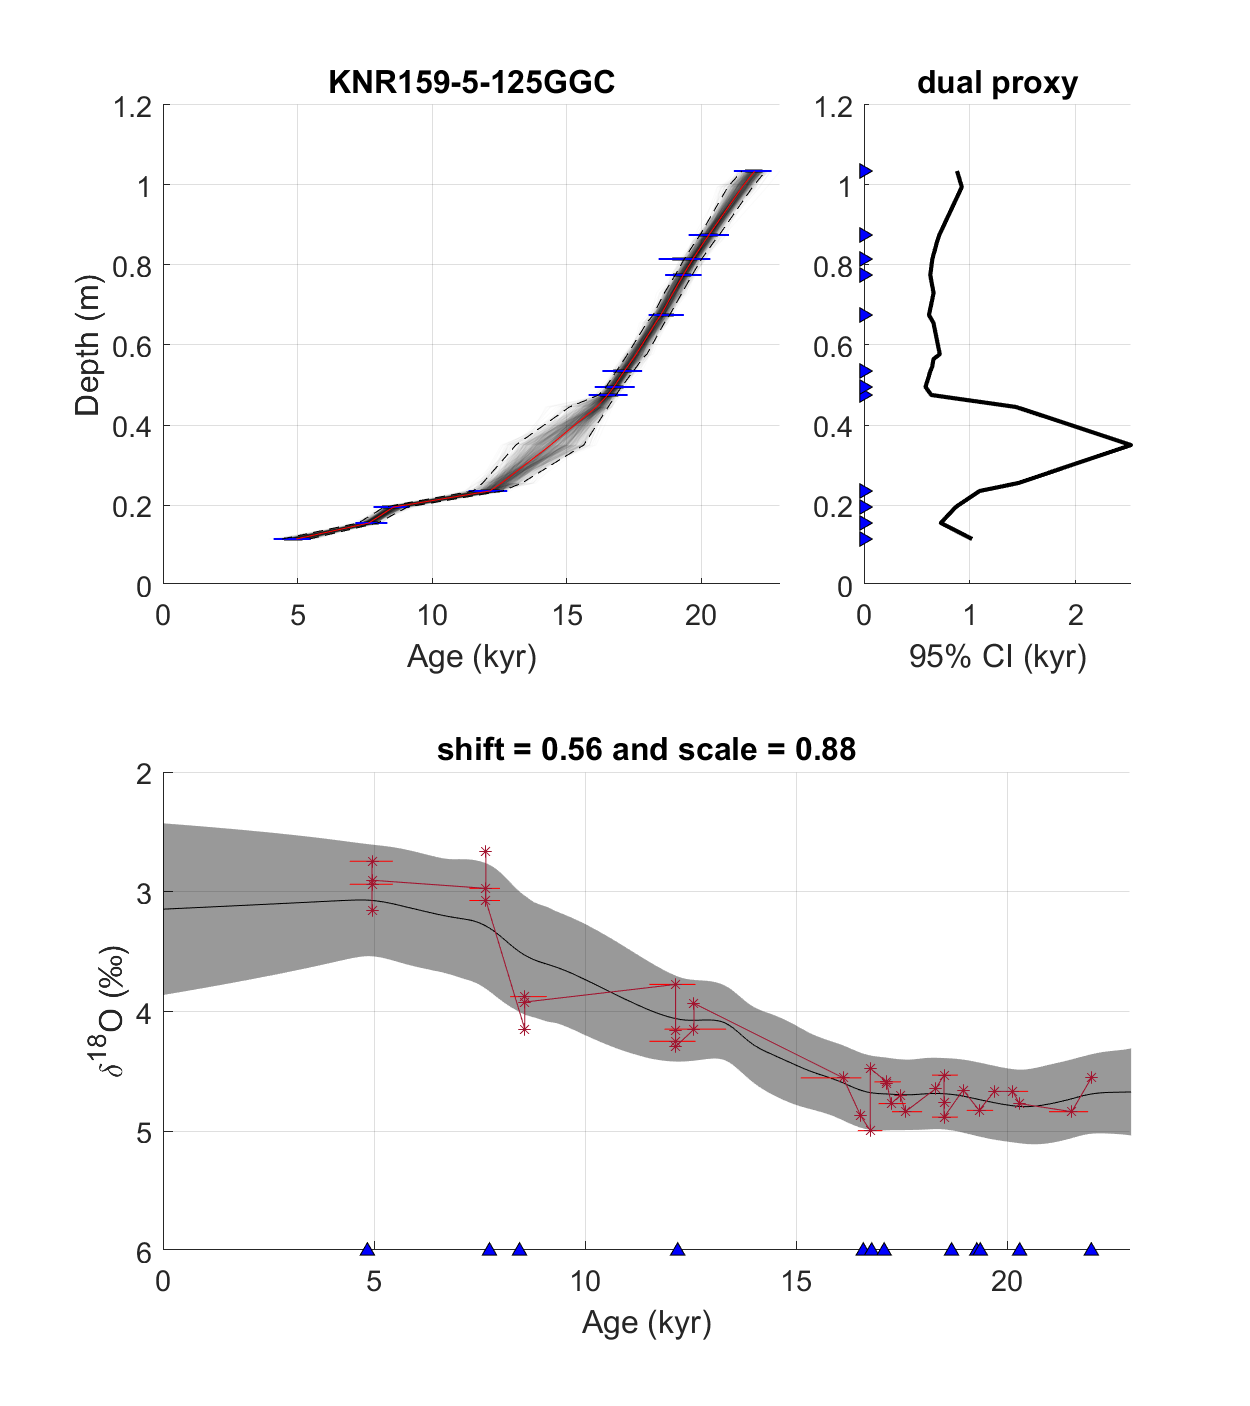 KNR159-5-125GGC
dual proxy
1.2
1
0.8
0.6
0.4
0.2
0
Depth (m)
0 5 10 15 20
Age (kyr)
1.2
1
0.8
0.6
0.4
0.2
0
0 1 2
95% CI (kyr)
shift = 0.56 and scale = 0.88
2
3
4
5
6
δ¹⁸O (‰)
0 5 10 15 20
Age (kyr)